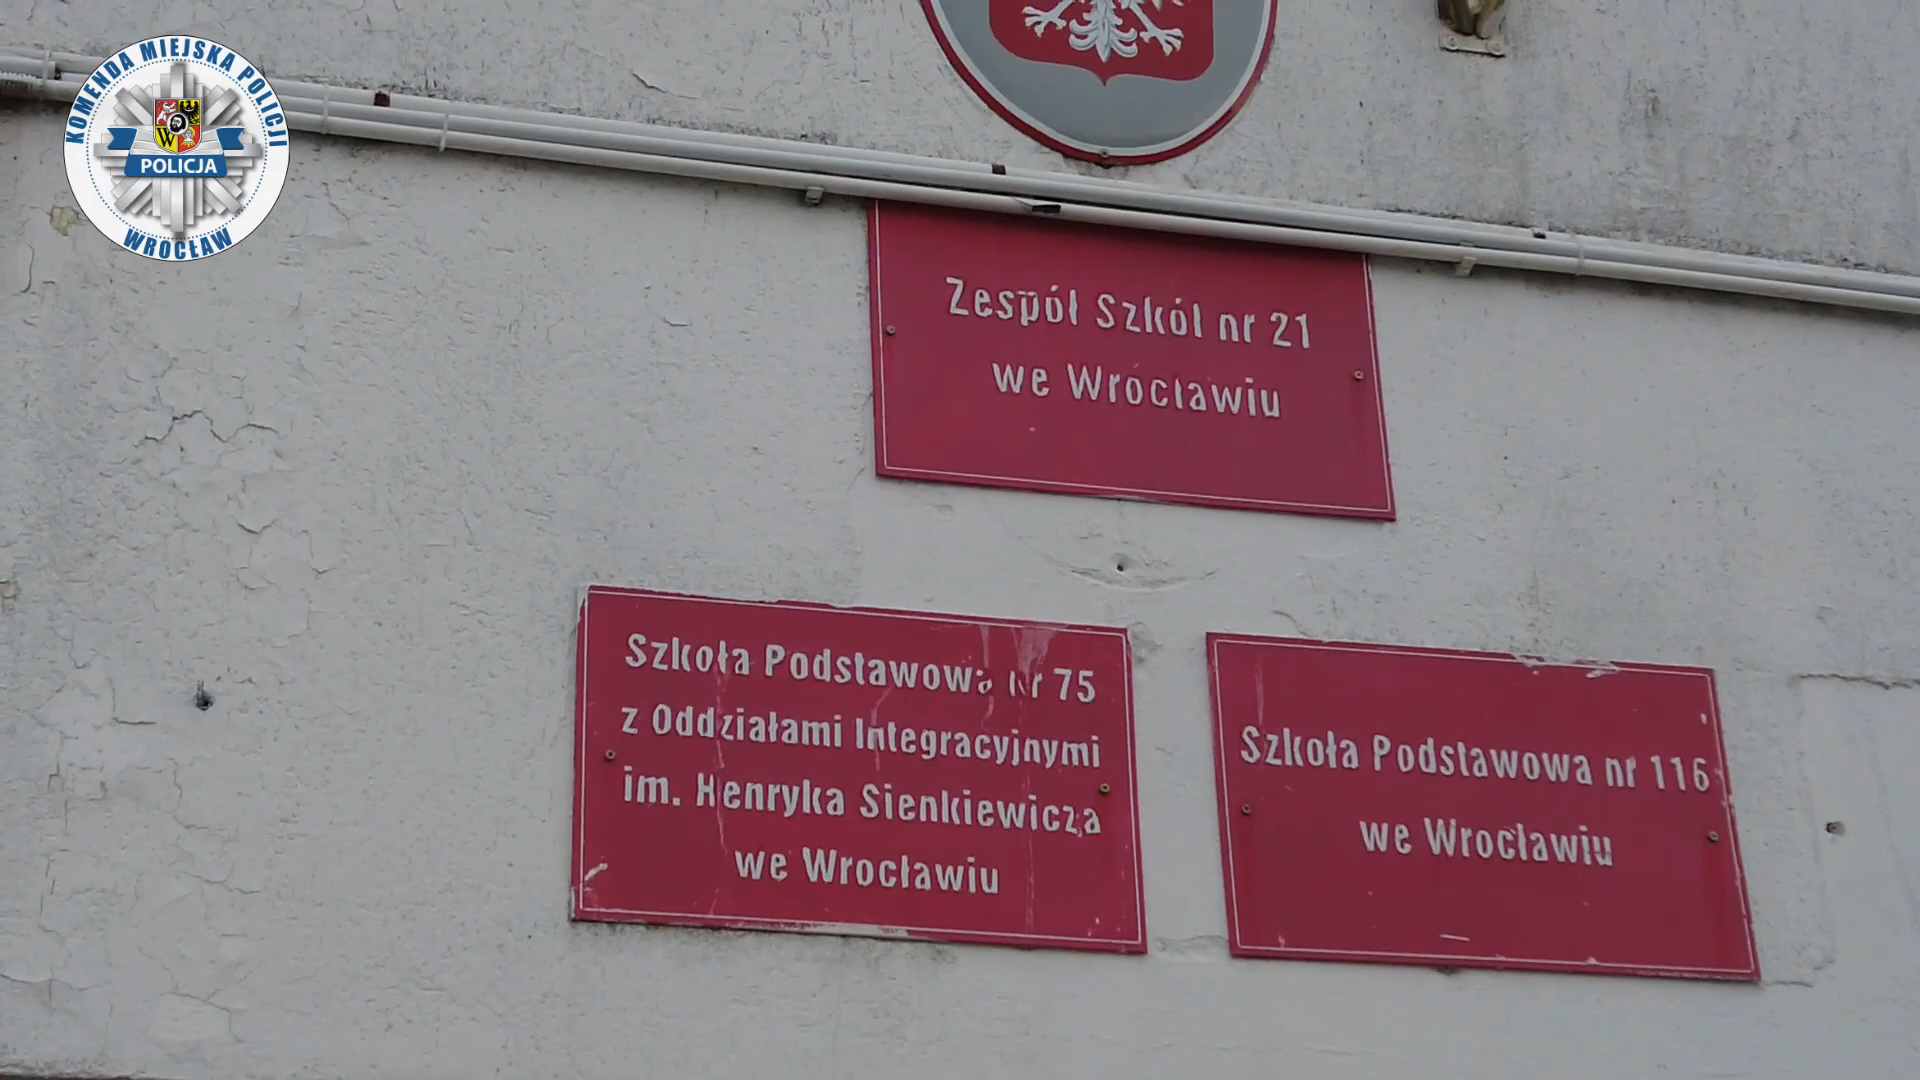 KOMENDA MIEJSKA POLICJI
POLICJA
WROCŁAW
Zespół Szkół nr 21
we Wrocławiu
Szkoła Podstawowa nr 75
z Oddziałami Integracyjnymi
im. Henryka Sienkiewicza
we Wrocławiu
Szkoła Podstawowa nr 116
we Wrocławiu